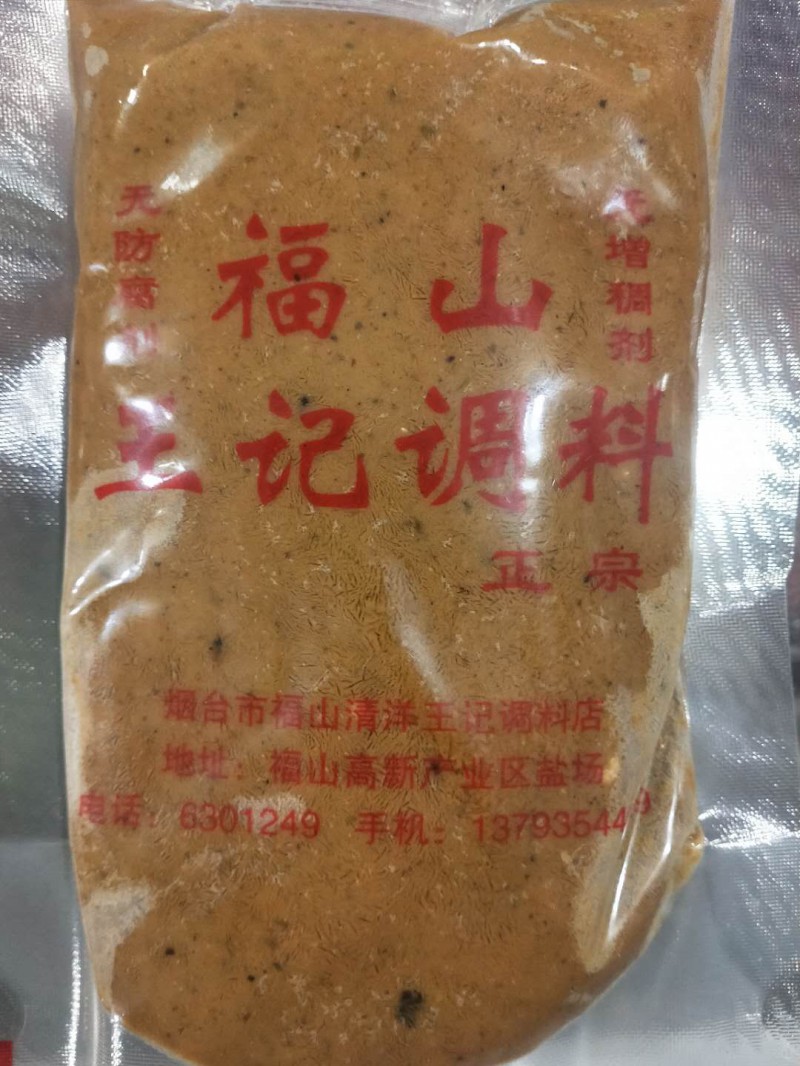 无防腐剂
福山
无增稠剂
王记调料
正宗
烟台市福山清洋王记调料店
地址：福山高新产业区盐场
电话：6301249 手机：